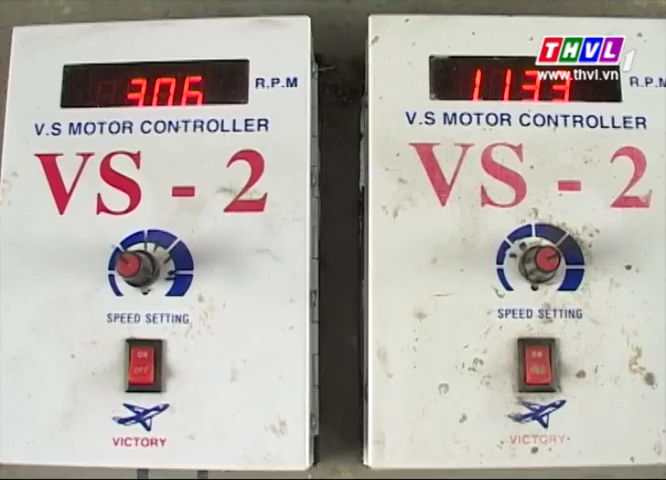 THVL1
www.thvl.vn
306 R.P.M
V.S MOTOR CONTROLLER
VS - 2
SPEED SETTING
ON
OFF
VICTORY
1133 R.P.M
V.S MOTOR CONTROLLER
VS - 2
SPEED SETTING
ON
VICTORY